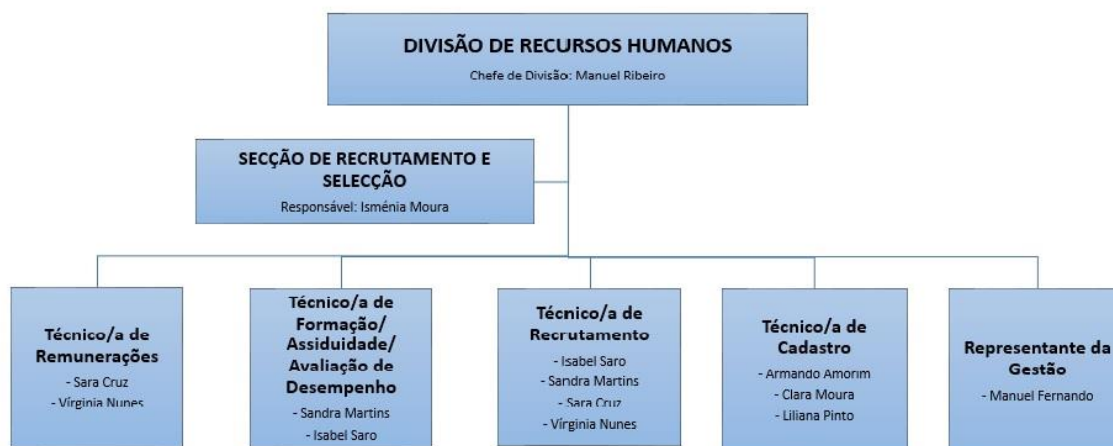 DIVISÃO DE RECURSOS HUMANOS
Chefe de Divisão: Manuel Ribeiro
SECÇÃO DE RECRUTAMENTO E
SELECÇÃO
Responsável: Isménia Moura
Técnico/a de
Remunerações
- Sara Cruz
- Vírginia Nunes
Técnico/a de
Formação/
Assiduidade/
Avaliação de
Desempenho
- Sandra Martins
- Isabel Saro
Técnico/a de
Recrutamento
- Isabel Saro
- Sandra Martins
- Sara Cruz
- Vírginia Nunes
Técnico/a de
Cadastro
- Armando Amorim
- Clara Moura
- Liliana Pinto
Representante da
Gestão
- Manuel Fernando